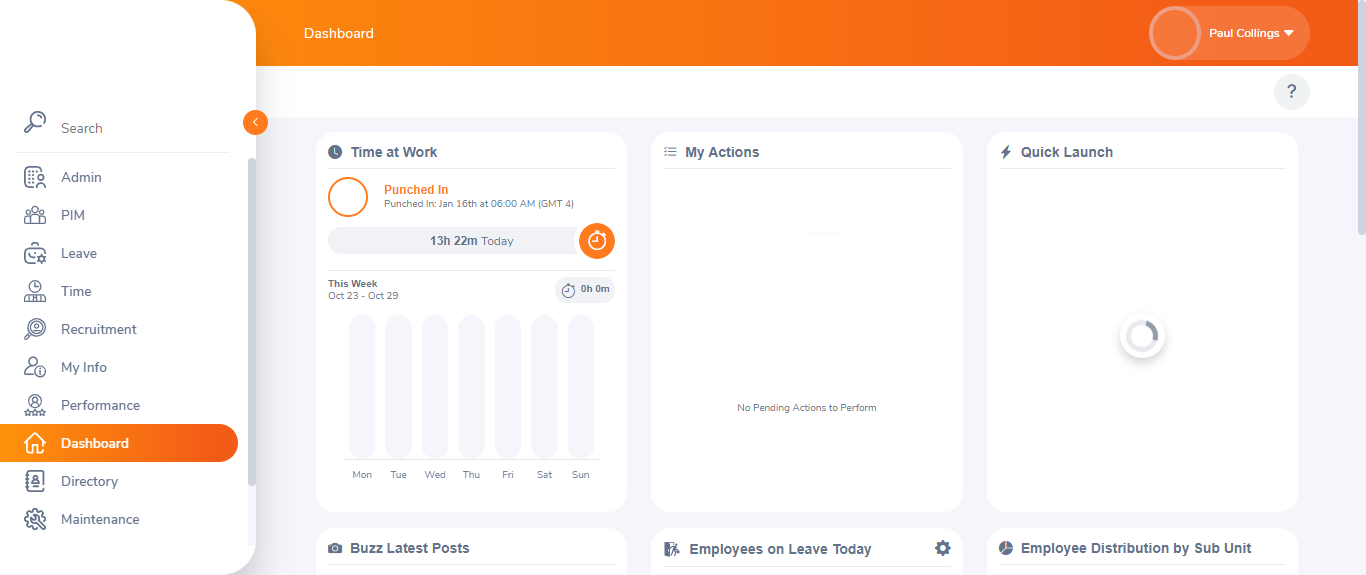 Dashboard
Paul Collings
?
Search
Admin
PIM
Leave
Time
Recruitment
My Info
Performance
Dashboard
Directory
Maintenance
Time at Work
Punched In
Punched In: Jan 16th at 06:00 AM (GMT 4)
13h 22m Today
This Week
Oct 23 - Oct 29
0h 0m
Mon Tue Wed Thu Fri Sat Sun
My Actions
No Pending Actions to Perform
Quick Launch
Buzz Latest Posts
Employees on Leave Today
Employee Distribution by Sub Unit